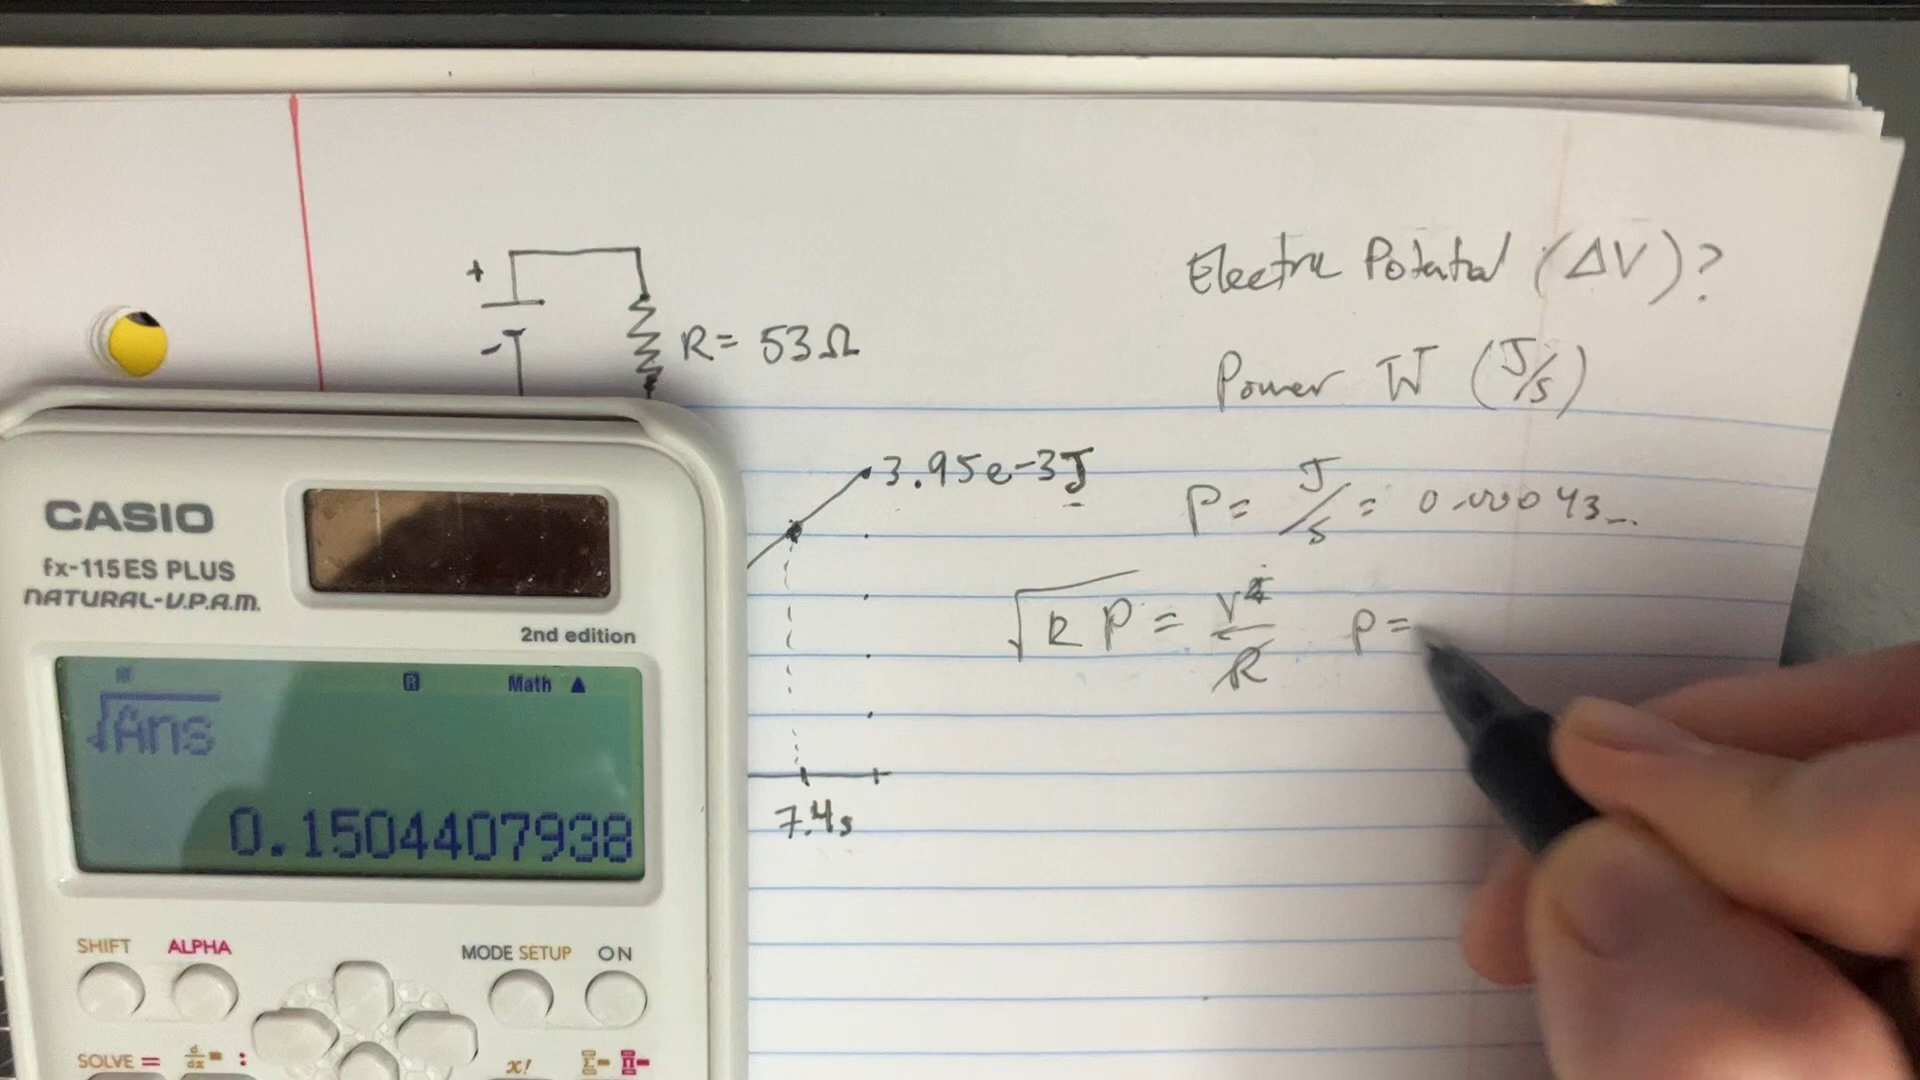 Electric Potential (ΔV)?
+
- R= 53Ω
Power W (J/s)
3.95e-3J
P= J/s = 0.00043...
√R P = V² / R P=
7.4s
CASIO
fx-115ES PLUS
NATURAL-V.P.A.M.
2nd edition
R Math ▲
√Ans
0.1504407938
SHIFT ALPHA MODE SETUP ON
SOLVE = d/dx : x! Σ